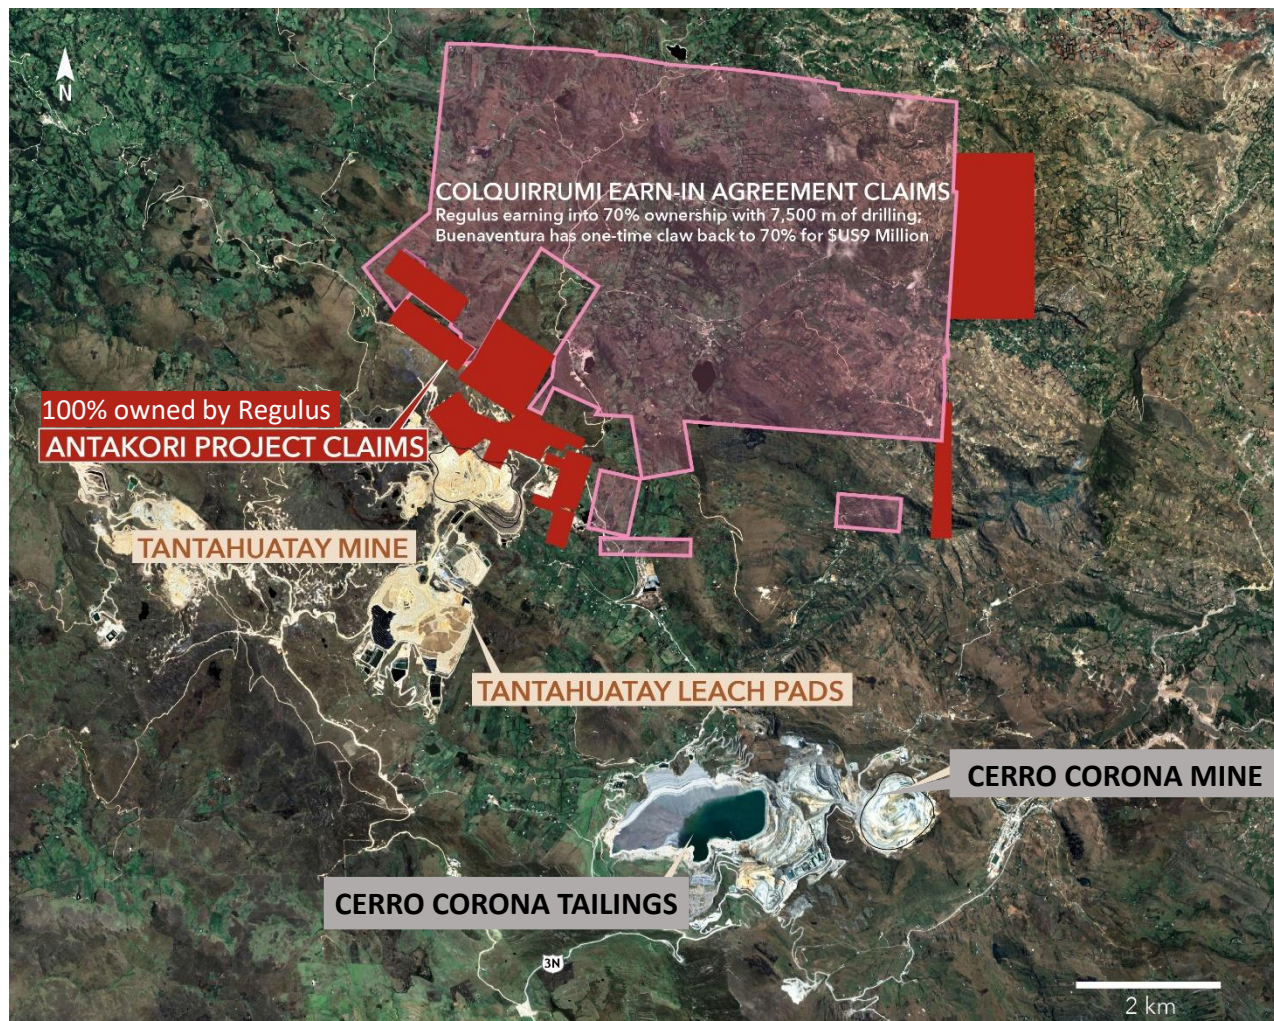 N
COLQUIRRUMI EARN-IN AGREEMENT CLAIMS
Regulus earning into 70% ownership with 7,500 m of drilling;
Buenaventura has one-time claw back to 70% for $US9 Million
100% owned by Regulus
ANTAKORI PROJECT CLAIMS
TANTAHUATAY MINE
TANTAHUATAY LEACH PADS
CERRO CORONA MINE
CERRO CORONA TAILINGS
3N
2 km